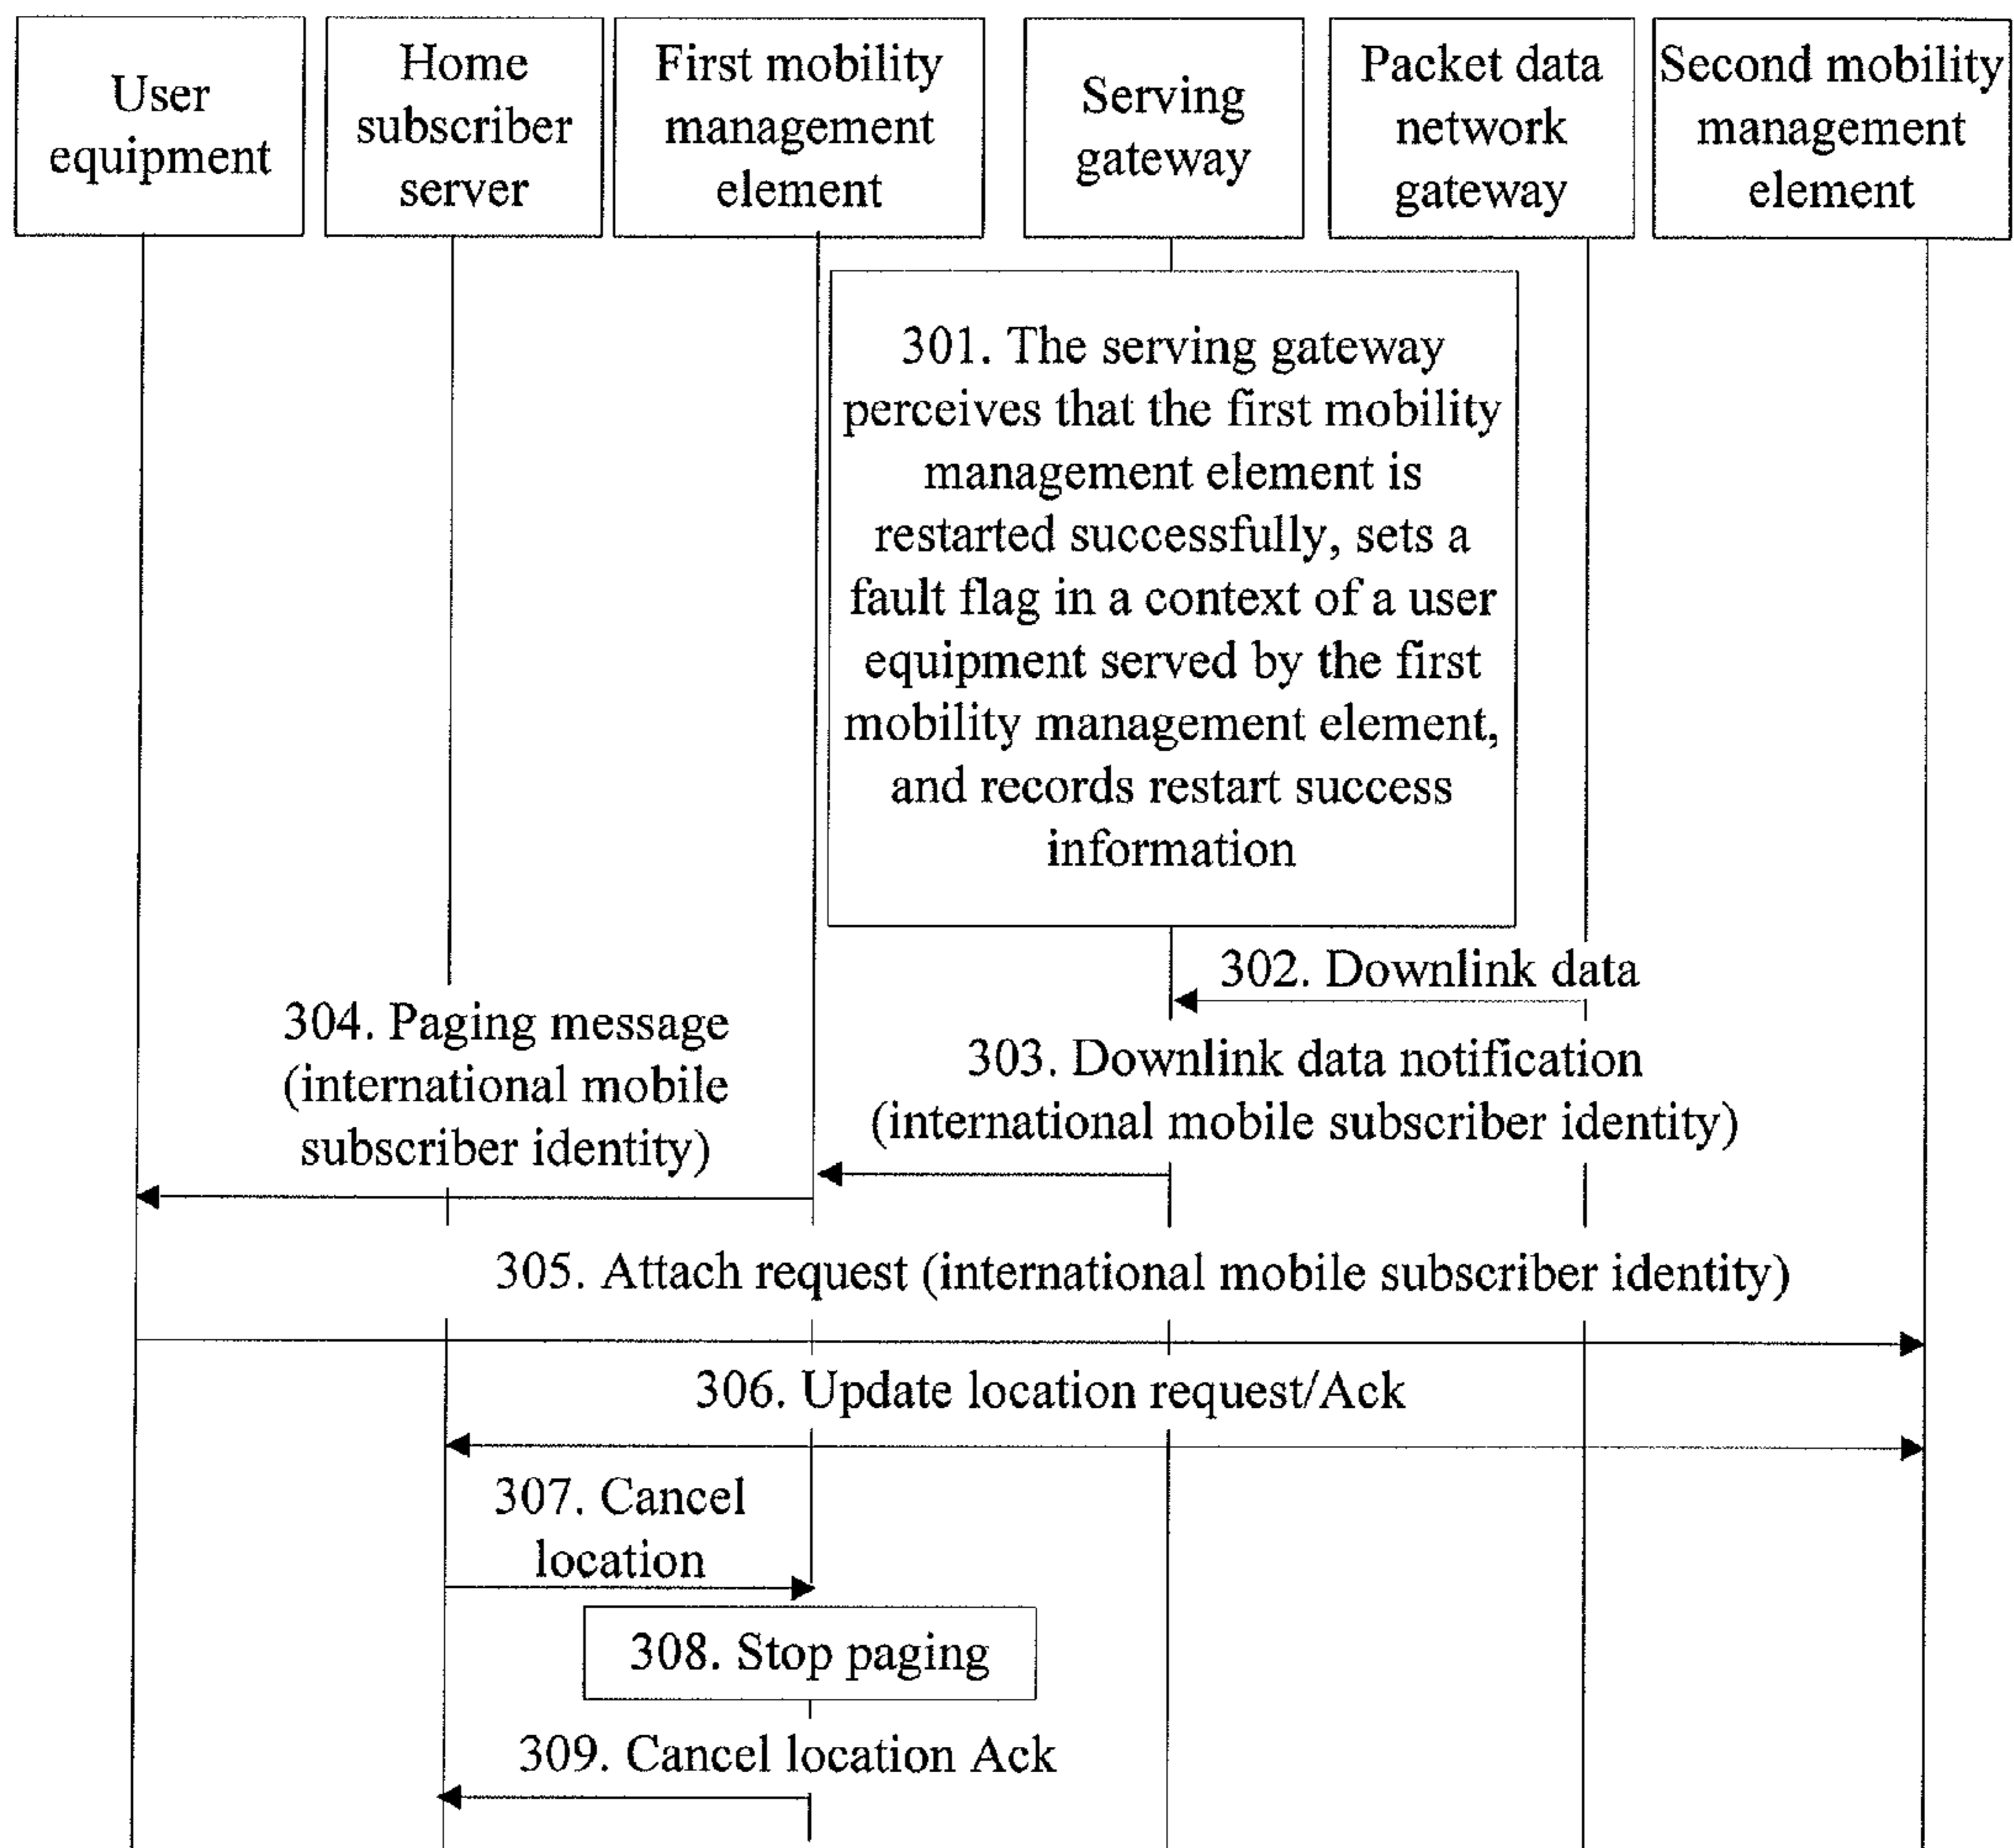 User
equipment
Home
subscriber
server
First mobility
management
element
Serving
gateway
Packet data
network
gateway
Second mobility
management
element
301. The serving gateway
perceives that the first mobility
management element is
restarted successfully, sets a
fault flag in a context of a user
equipment served by the first
mobility management element,
and records restart success
information
302. Downlink data
304. Paging message
(international mobile
subscriber identity)
303. Downlink data notification
(international mobile subscriber identity)
305. Attach request (international mobile subscriber identity)
306. Update location request/Ack
307. Cancel
location
308. Stop paging
309. Cancel location Ack